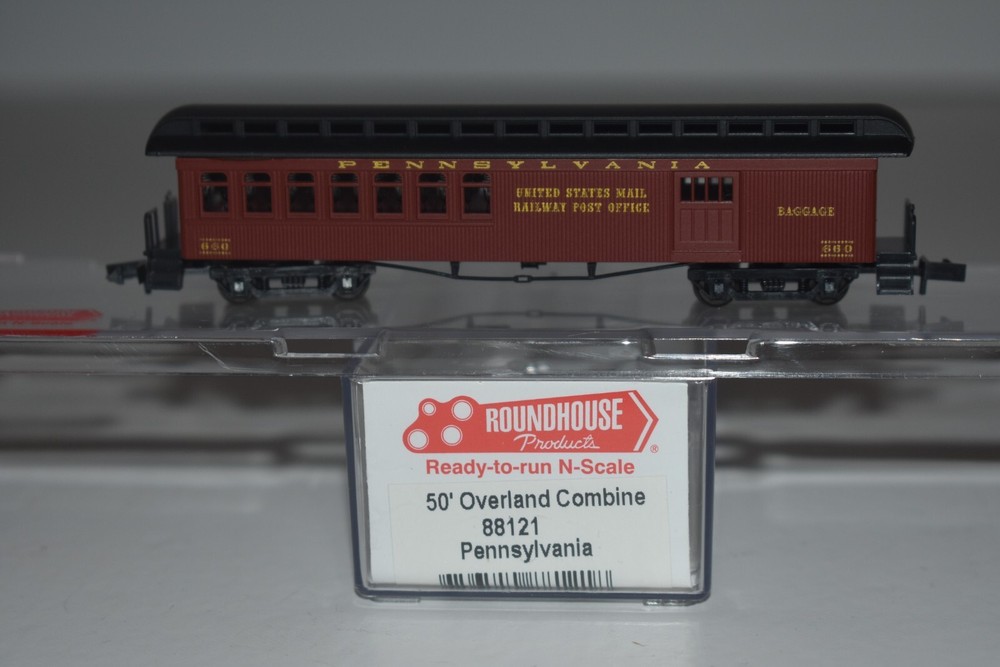 PENNSYLVANIA
UNITED STATES MAIL
RAILWAY POST OFFICE
BAGGAGE
660
660
ROUNDHOUSE
Products
®
Ready-to-run N-Scale
50' Overland Combine
88121
Pennsylvania